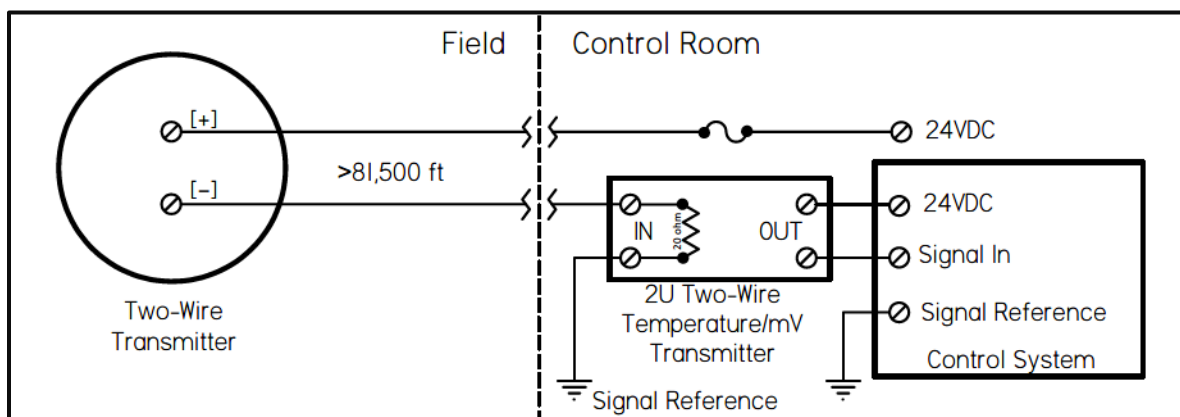 Field
Control Room
[+]
24VDC
>81,500 ft
[-]
24VDC
IN
20 ohm
OUT
Signal In
Two-Wire
Transmitter
2U Two-Wire
Temperature/mV
Transmitter
Signal Reference
Control System
Signal Reference